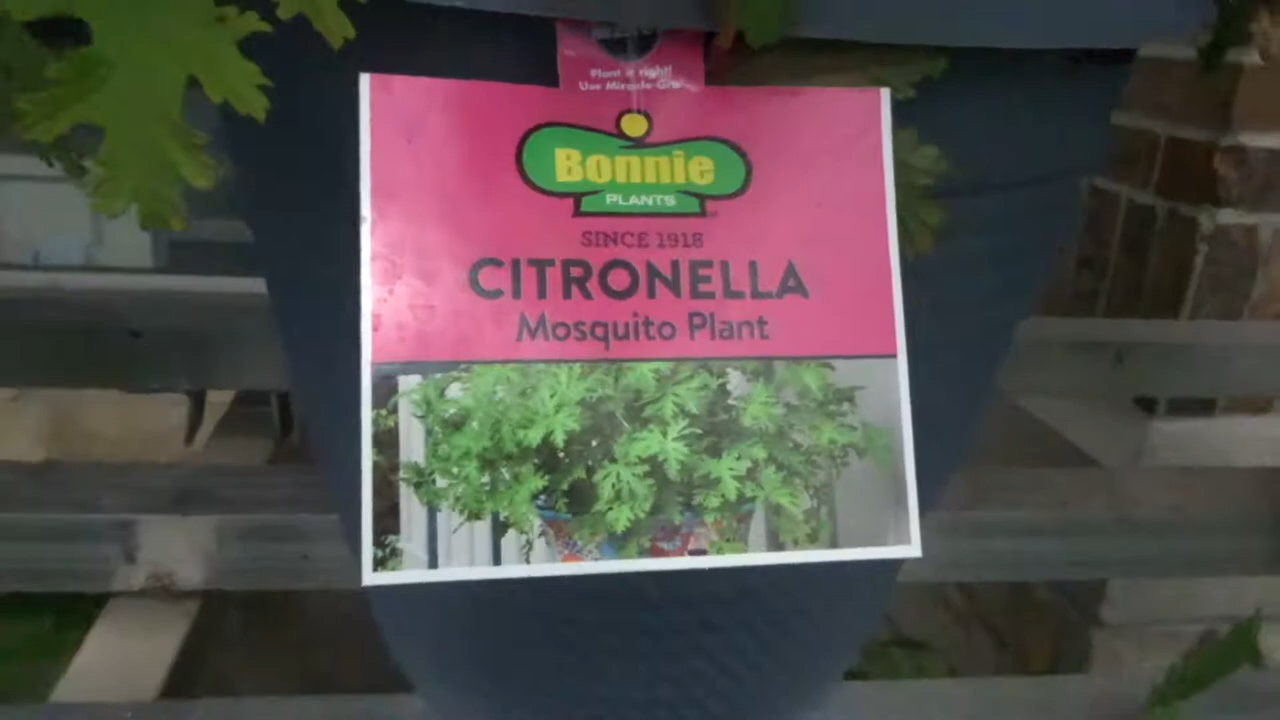 Plant it right!
Use Miracle-Gro
Bonnie
PLANTS
SINCE 1918
CITRONELLA
Mosquito Plant